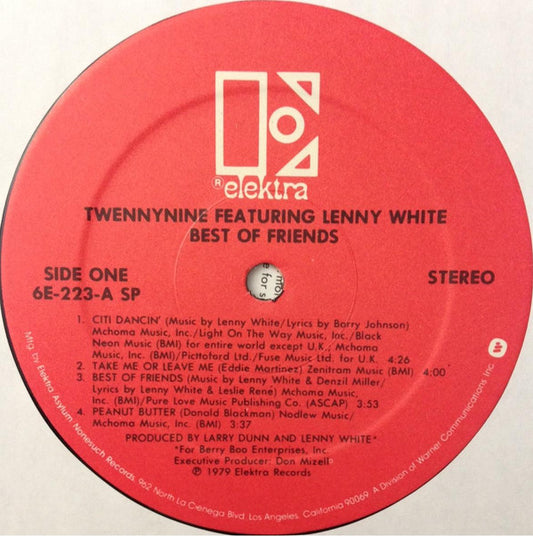 ® elektra
TWENNYNINE FEATURING LENNY WHITE
BEST OF FRIENDS
SIDE ONE
6E-223-A SP
STEREO
1. CITI DANCIN' (Music by Lenny White/Lyrics by Barry Johnson)
Mchoma Music, Inc./Light On The Way Music, Inc./Black
Neon Music (BMI) for entire world except U.K.; Mchoma
Music, Inc. (BMI)/Picttoford Ltd./Fuse Music Ltd. for U.K. 4:26
2. TAKE ME OR LEAVE ME (Eddie Martinez) Zenitram Music (BMI) 4:00
3. BEST OF FRIENDS (Music by Lenny White & Denzil Miller/
Lyrics by Lenny White & Leslie René) Mchoma Music,
Inc. (BMI)/Pure Love Music Publishing Co. (ASCAP) 3:53
4. PEANUT BUTTER (Donald Blackman) Nodlew Music/
Mchoma Music, Inc. (BMI) 3:37
PRODUCED BY LARRY DUNN AND LENNY WHITE*
*For Berry Boo Enterprises, Inc.
Executive Producer: Don Mizell
℗ 1979 Elektra Records
Mfg. by Elektra/Asylum/Nonesuch Records, 962 North La Cienega Blvd. Los Angeles, California 90069 A Division of Warner Communications Inc.